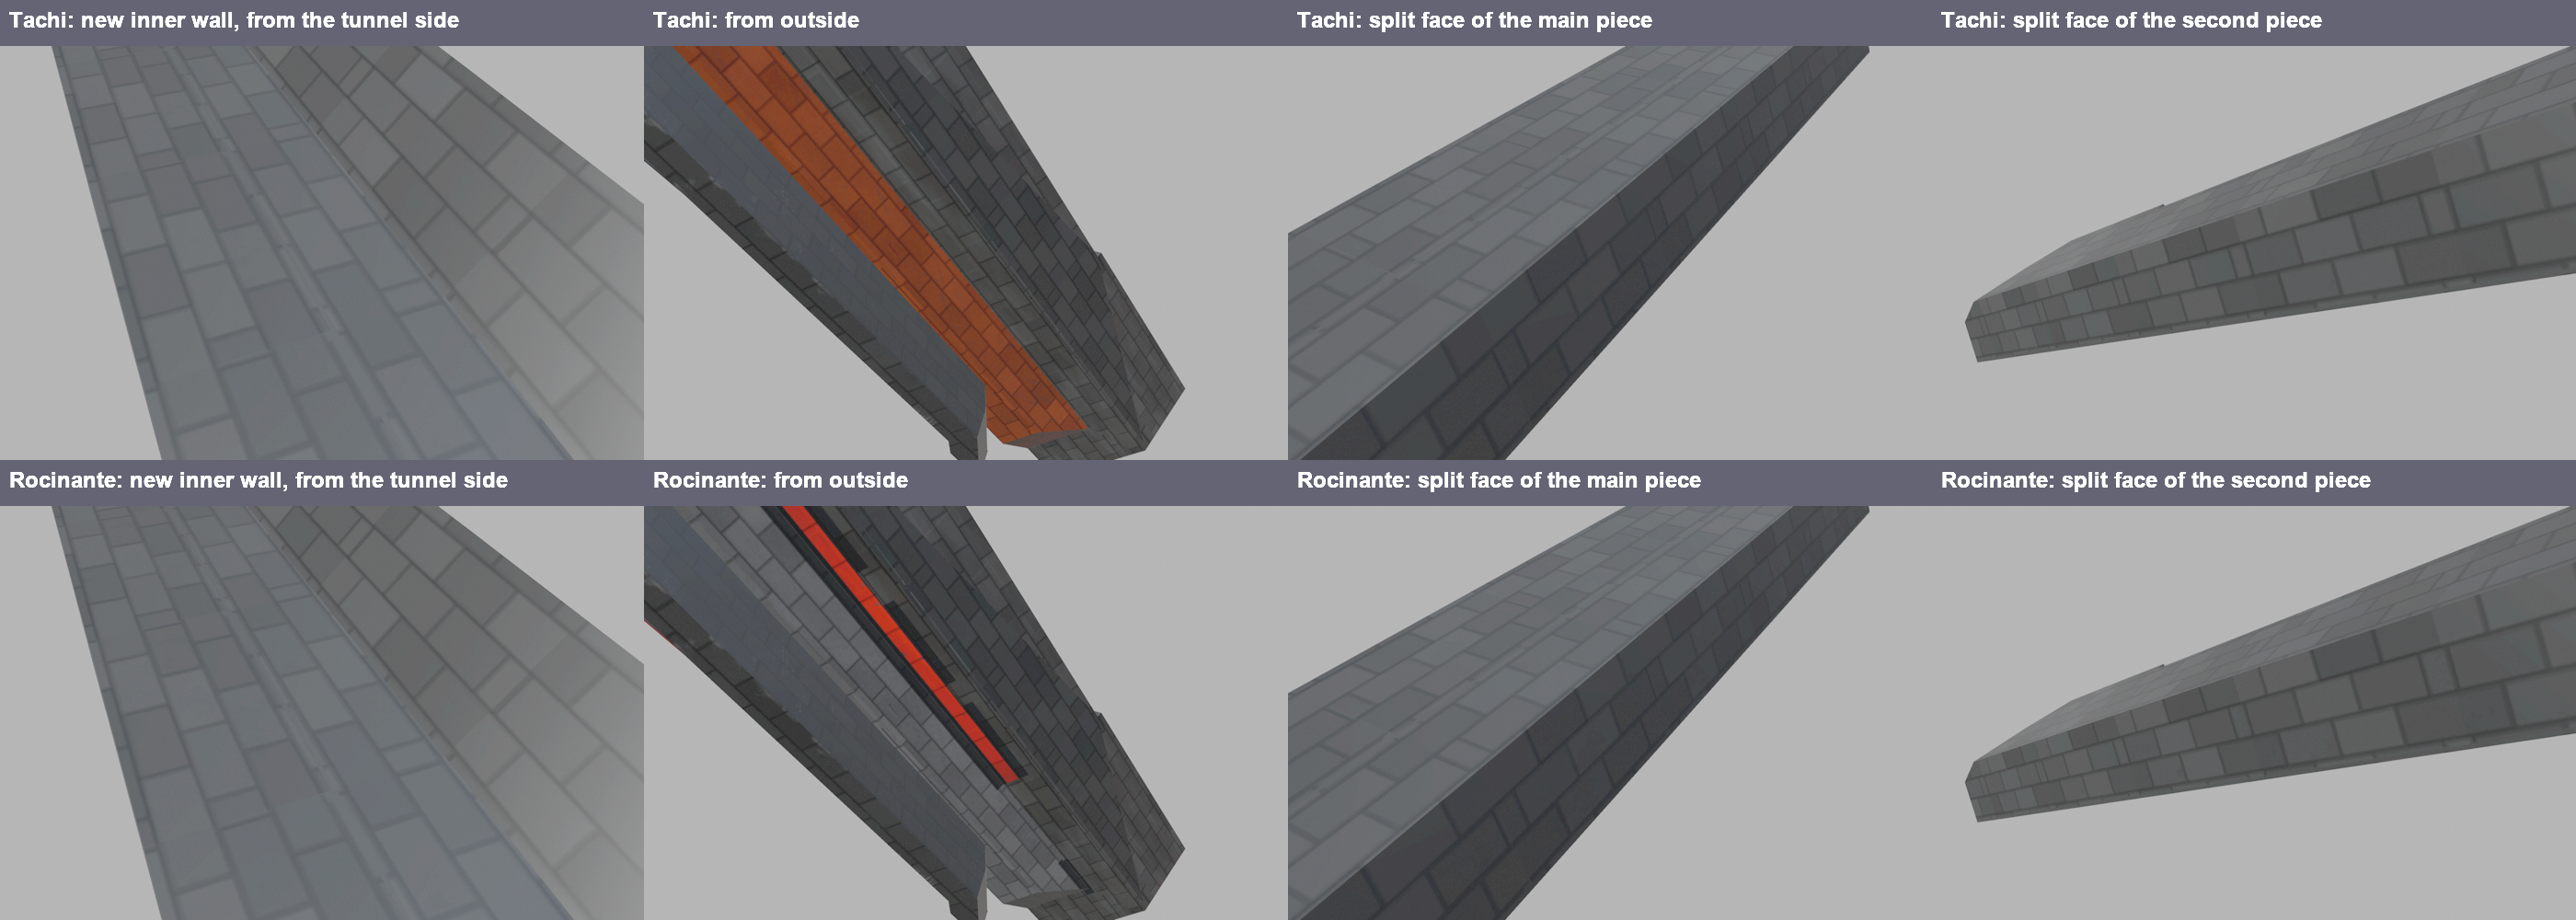 Tachi: new inner wall, from the tunnel side
Tachi: from outside
Tachi: split face of the main piece
Tachi: split face of the second piece
Rocinante: new inner wall, from the tunnel side
Rocinante: from outside
Rocinante: split face of the main piece
Rocinante: split face of the second piece